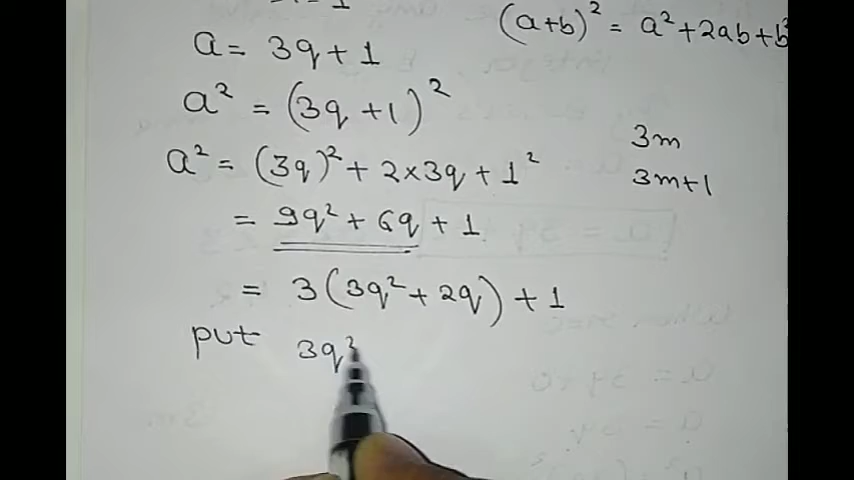 (a+b)² = a²+2ab+b²
a = 3q + 1
a² = (3q +1)²
3m
a² = (3q)² + 2×3q + 1²
3m+1
= 9q² + 6q + 1
= 3(3q² + 2q) + 1
put 3q²